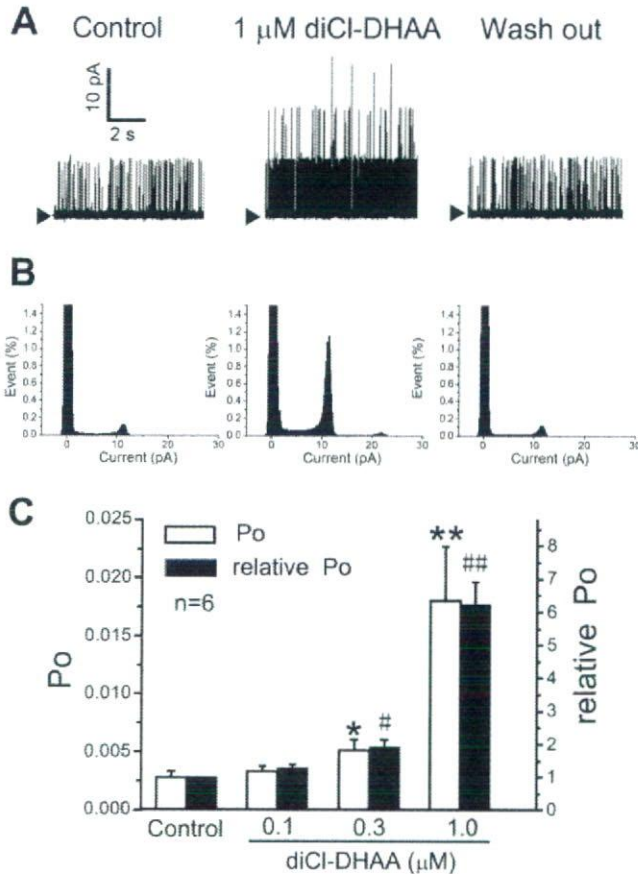 A
Control
1 μM diCl-DHAA
Wash out
10 pA
2 s
B
Event (%)
1.4
1.2
1.0
0.8
0.6
0.4
0.2
0.0
0 10 20 30
Current (pA)
Event (%)
1.4
1.2
1.0
0.8
0.6
0.4
0.2
0.0
0 10 20 30
Current (pA)
Event (%)
1.4
1.2
1.0
0.8
0.6
0.4
0.2
0.0
0 10 20 30
Current (pA)
C
Po
0.025
0.020
0.015
0.010
0.005
0.000
Po
relative Po
n=6
*
#
**
##
8
7
6
5
4
3
2
1
0
relative Po
Control 0.1 0.3 1.0
diCl-DHAA (μM)